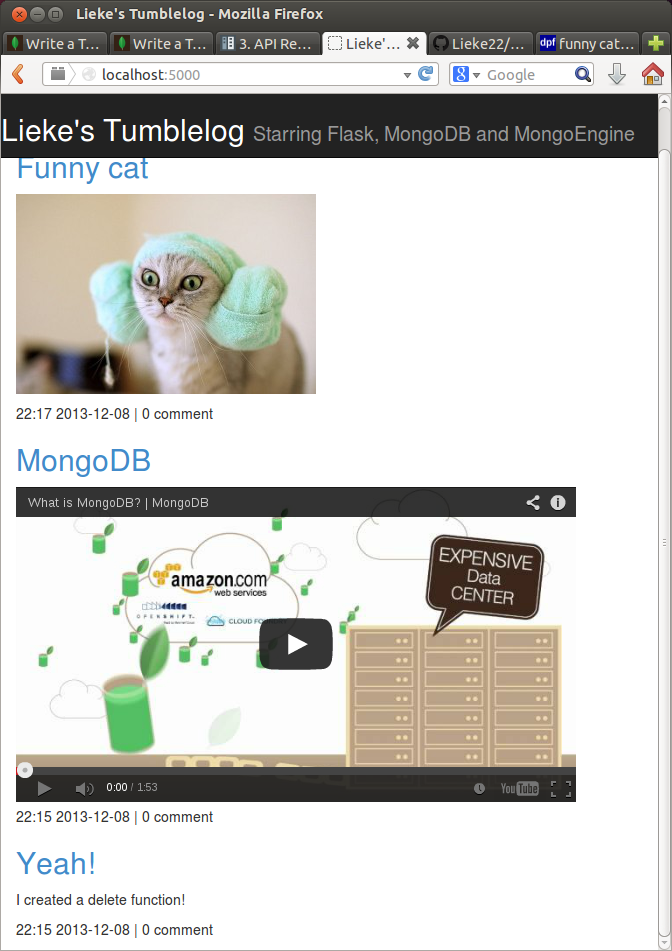 Lieke's Tumblelog - Mozilla Firefox
Write a T... Write a T... 3. API Re... Lieke'... Lieke22/... dpf funny cat...
localhost:5000 8 Google
Lieke's Tumblelog Starring Flask, MongoDB and MongoEngine
Funny cat
22:17 2013-12-08 | 0 comment
MongoDB
What is MongoDB? | MongoDB
EXPENSIVE
Data
CENTER
amazon.com
web services
OPENSHIFT
CLOUD FOUNDRY
0:00 / 1:53 YouTube
22:15 2013-12-08 | 0 comment
Yeah!
I created a delete function!
22:15 2013-12-08 | 0 comment